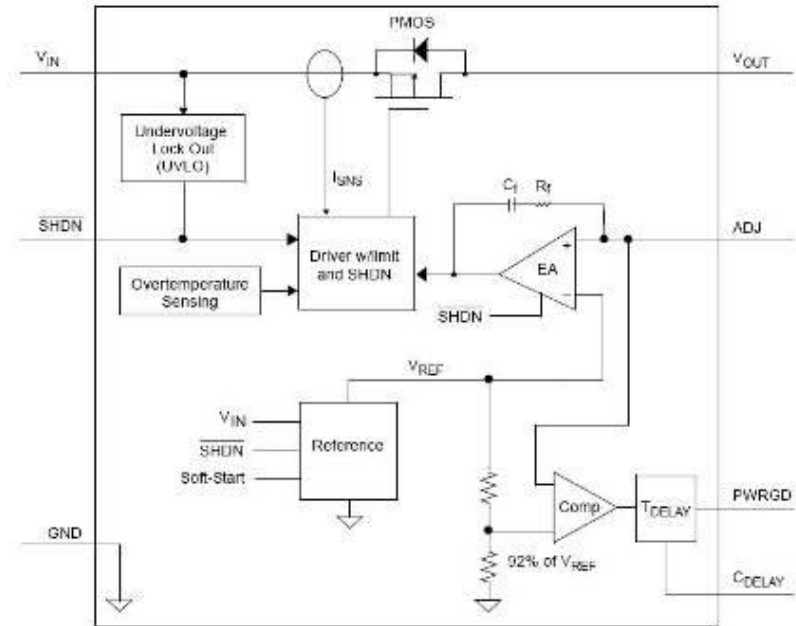 PMOS
VIN
VOUT
Undervoltage
Lock Out
(UVLO)
ISNS
Cf
Rf
SHDN
ADJ
+
Driver w/limit
and SHDN
EA
Overtemperature
Sensing
−
SHDN
VREF
VIN
SHDN
Reference
Soft-Start
Comp
TDELAY
PWRGD
GND
92% of VREF
CDELAY